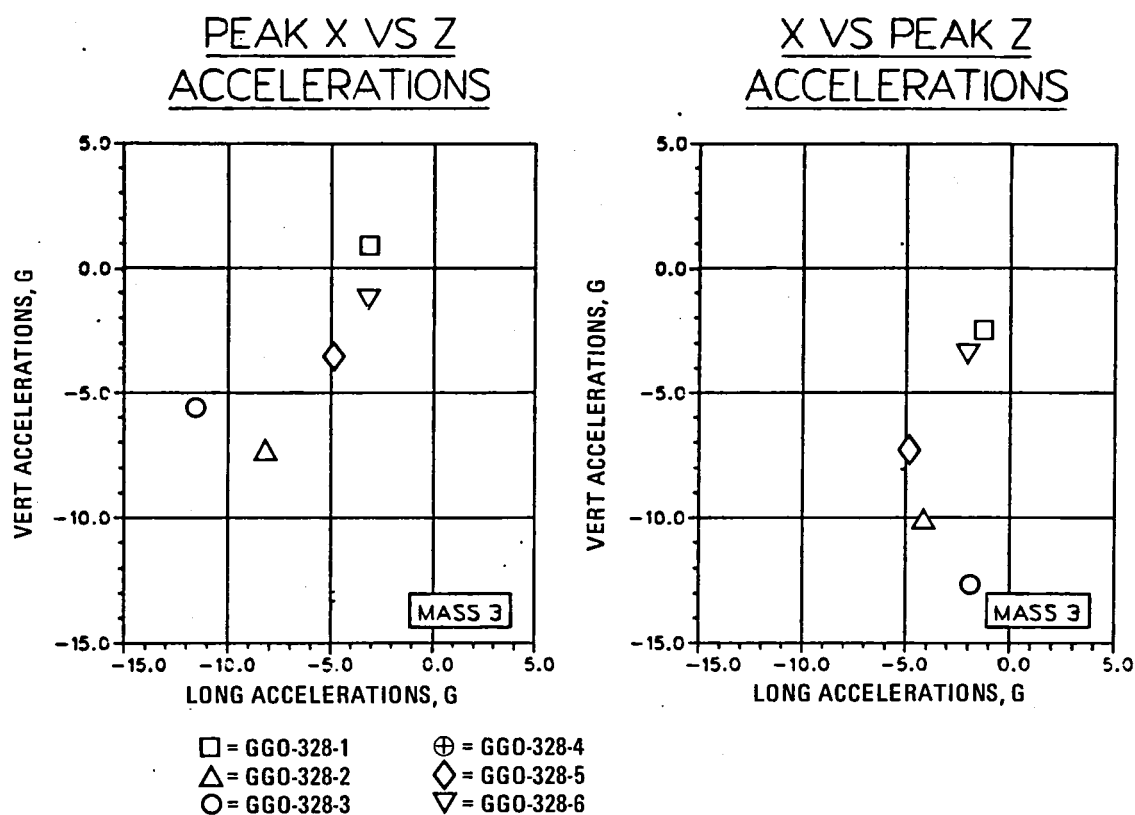 PEAK X VS Z
ACCELERATIONS
X VS PEAK Z
ACCELERATIONS
5.0
0.0
-5.0
-10.0
-15.0
VERT ACCELERATIONS, G
MASS 3
-15.0 -10.0 -5.0 0.0 5.0
LONG ACCELERATIONS, G
5.0
0.0
-5.0
-10.0
-15.0
VERT ACCELERATIONS, G
MASS 3
-15.0 -10.0 -5.0 0.0 5.0
LONG ACCELERATIONS, G
□ = GGO-328-1
△ = GGO-328-2
○ = GGO-328-3
⊕ = GGO-328-4
◇ = GGO-328-5
▽ = GGO-328-6